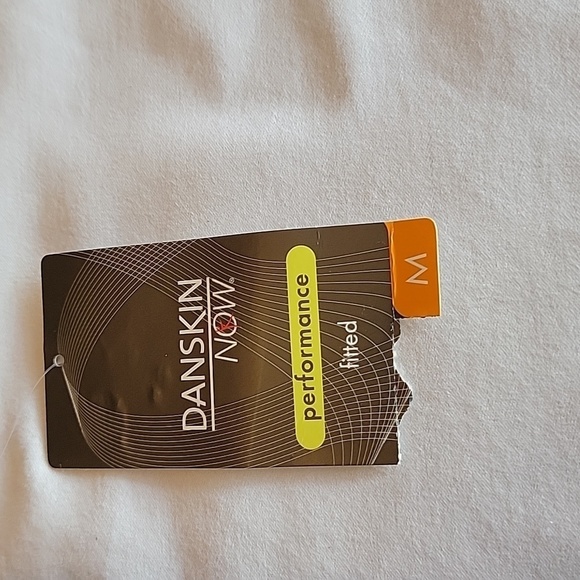 DANSKIN
NOW®
performance
fitted
M